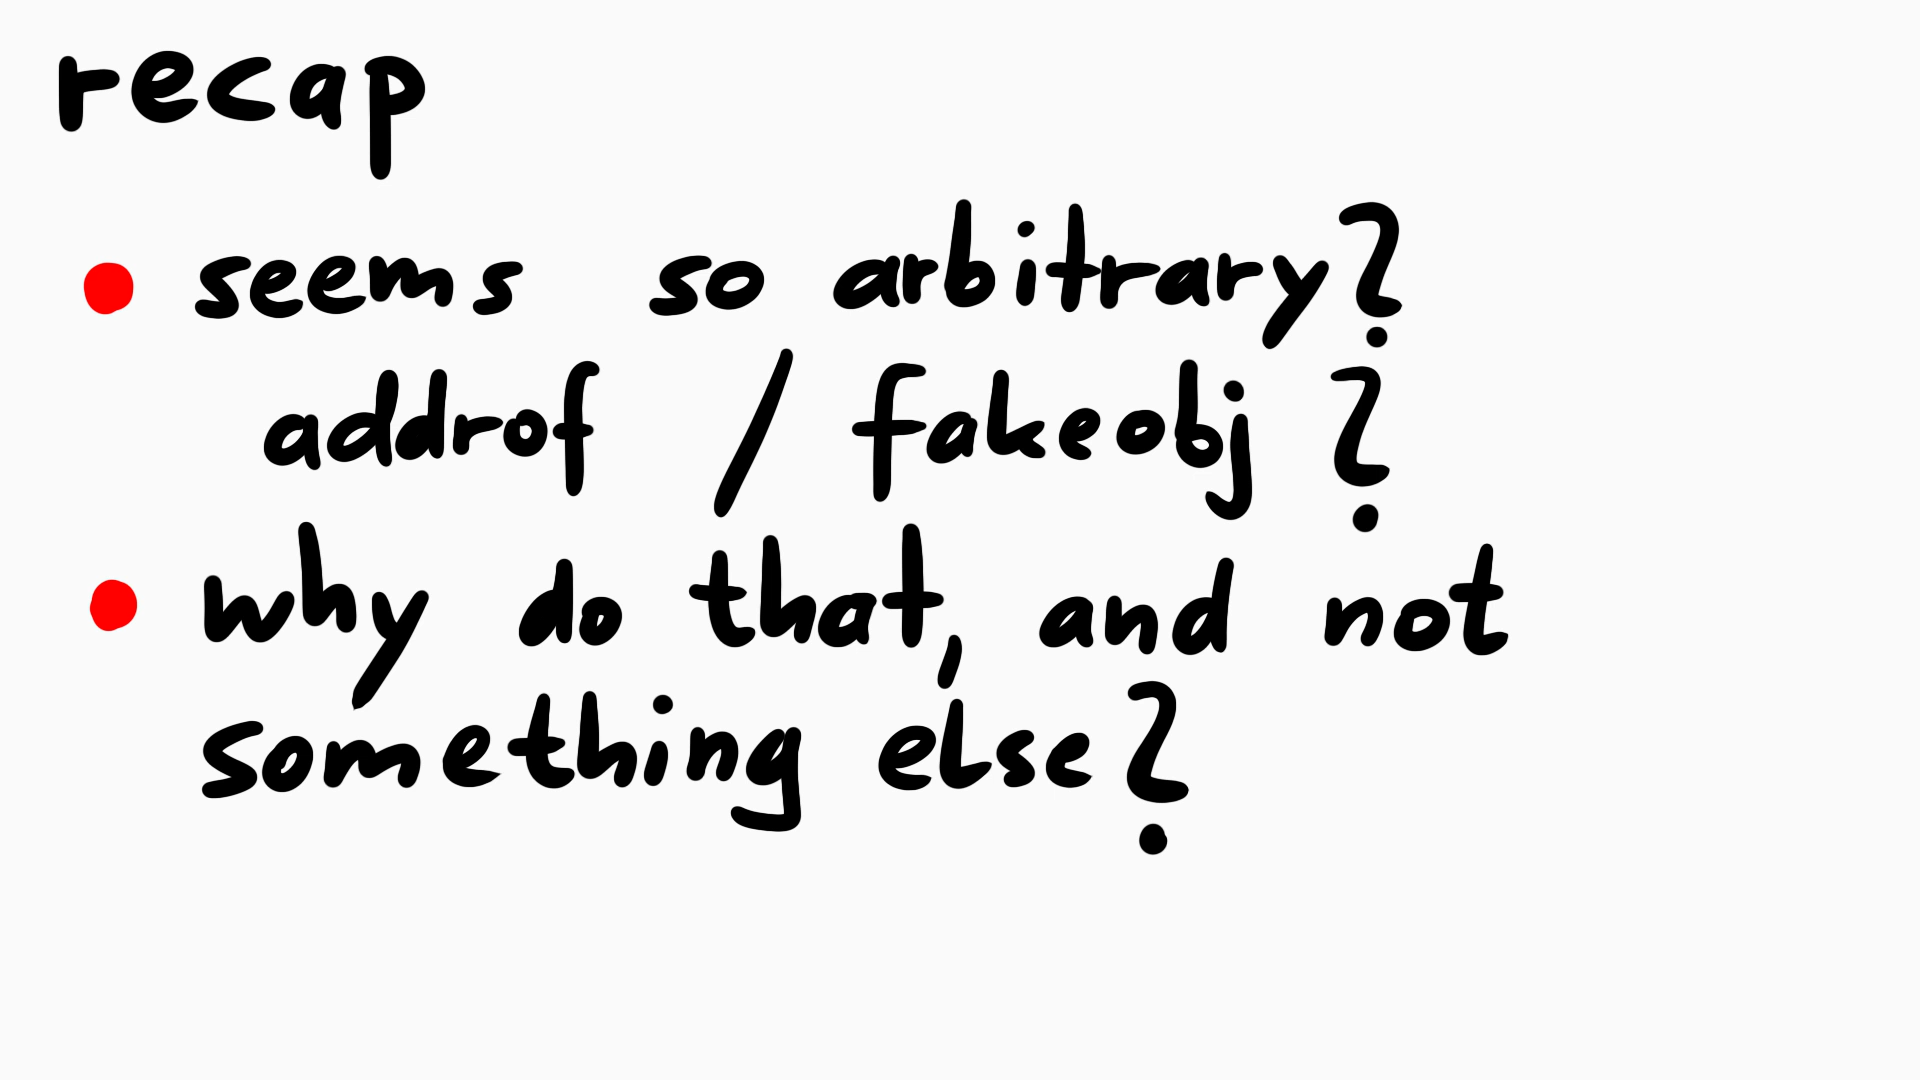 recap
seems so arbitrary?
addrof / fakeobj ?
why do that, and not
something else?